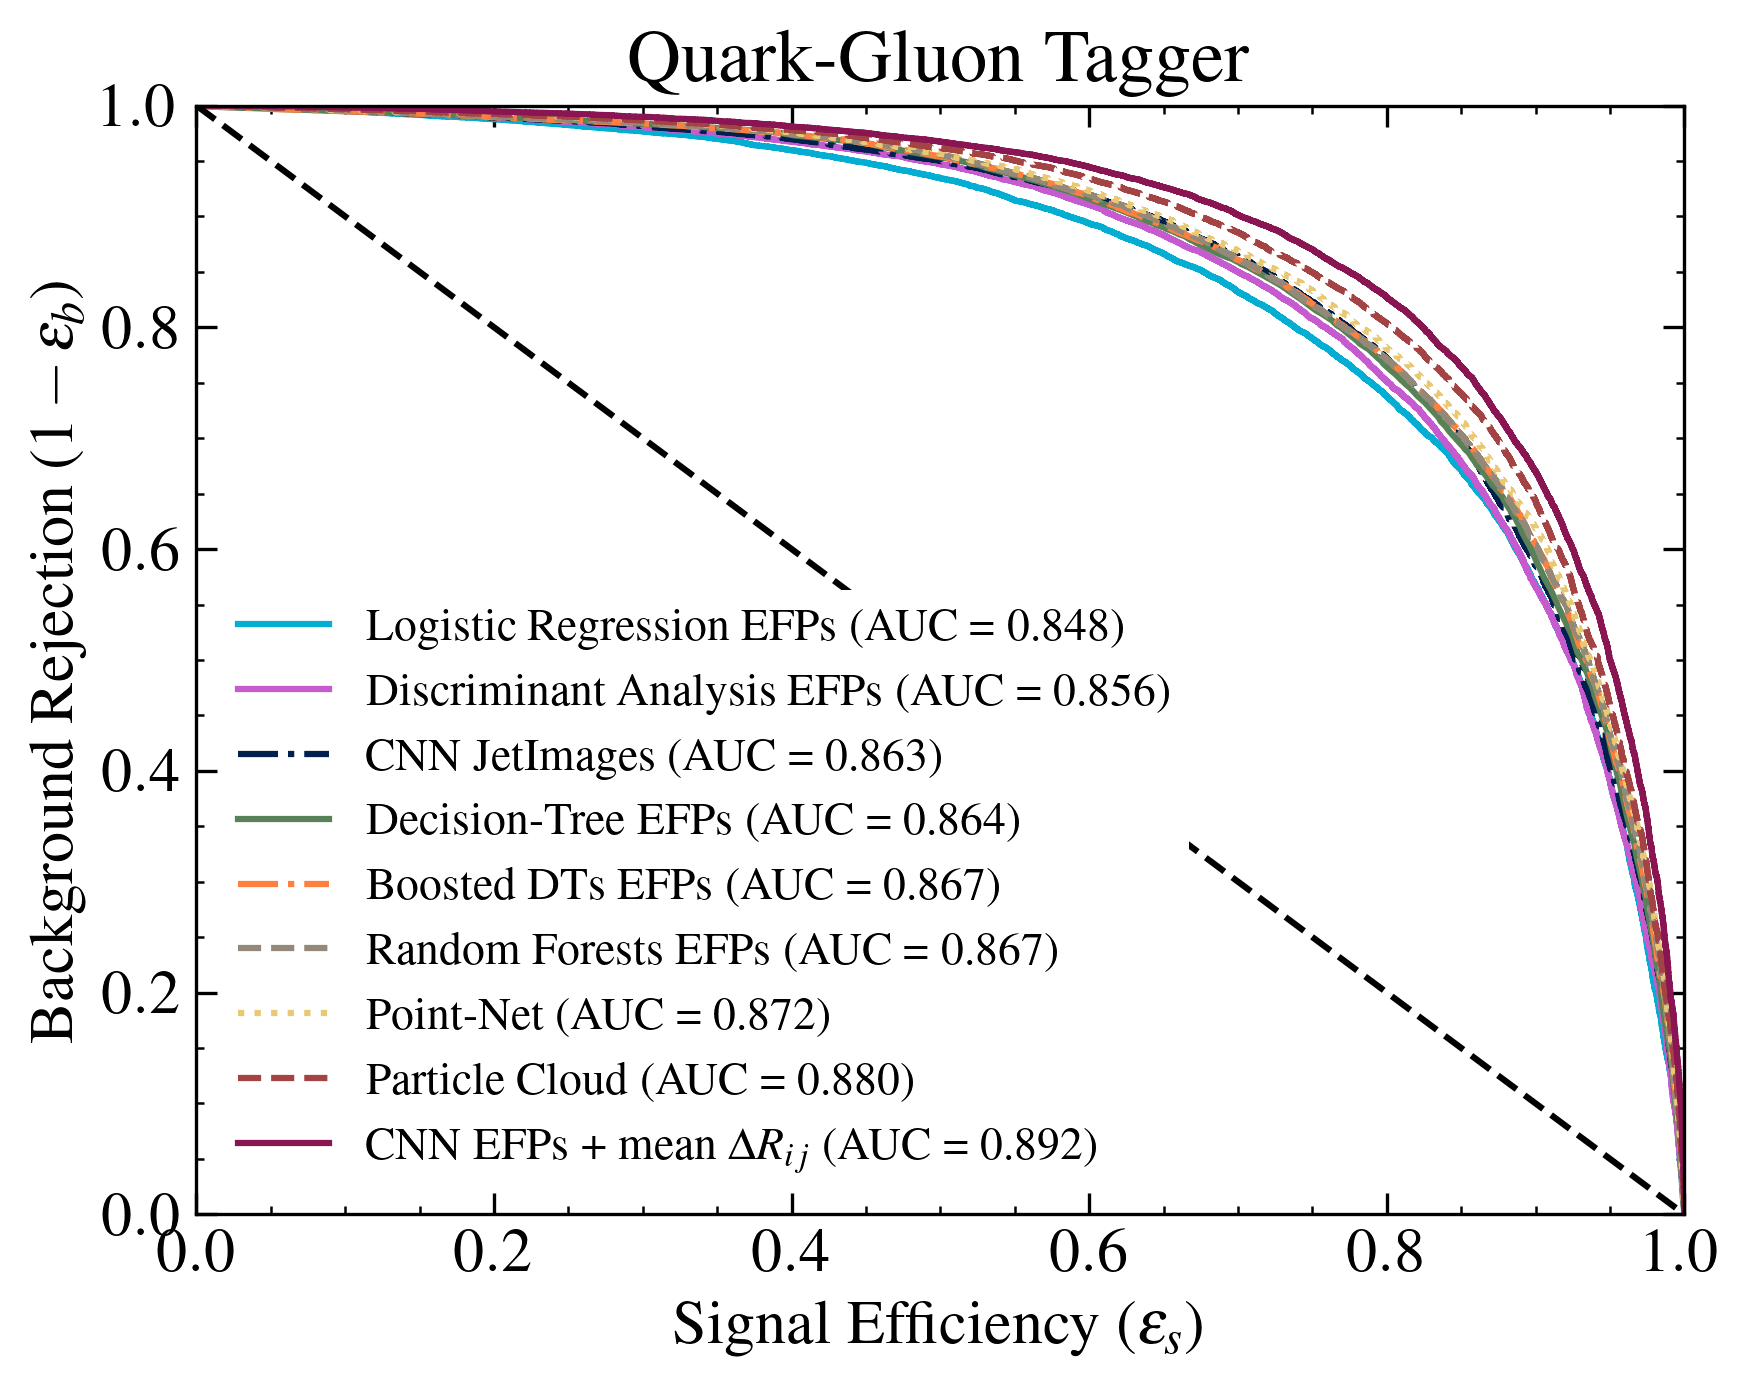 Quark-Gluon Tagger
Background Rejection (1 − ε_b)
1.0
0.8
0.6
0.4
0.2
0.0
Logistic Regression EFPs (AUC = 0.848)
Discriminant Analysis EFPs (AUC = 0.856)
CNN JetImages (AUC = 0.863)
Decision-Tree EFPs (AUC = 0.864)
Boosted DTs EFPs (AUC = 0.867)
Random Forests EFPs (AUC = 0.867)
Point-Net (AUC = 0.872)
Particle Cloud (AUC = 0.880)
CNN EFPs + mean ΔR_ij (AUC = 0.892)
0.0 0.2 0.4 0.6 0.8 1.0
Signal Efficiency (ε_s)